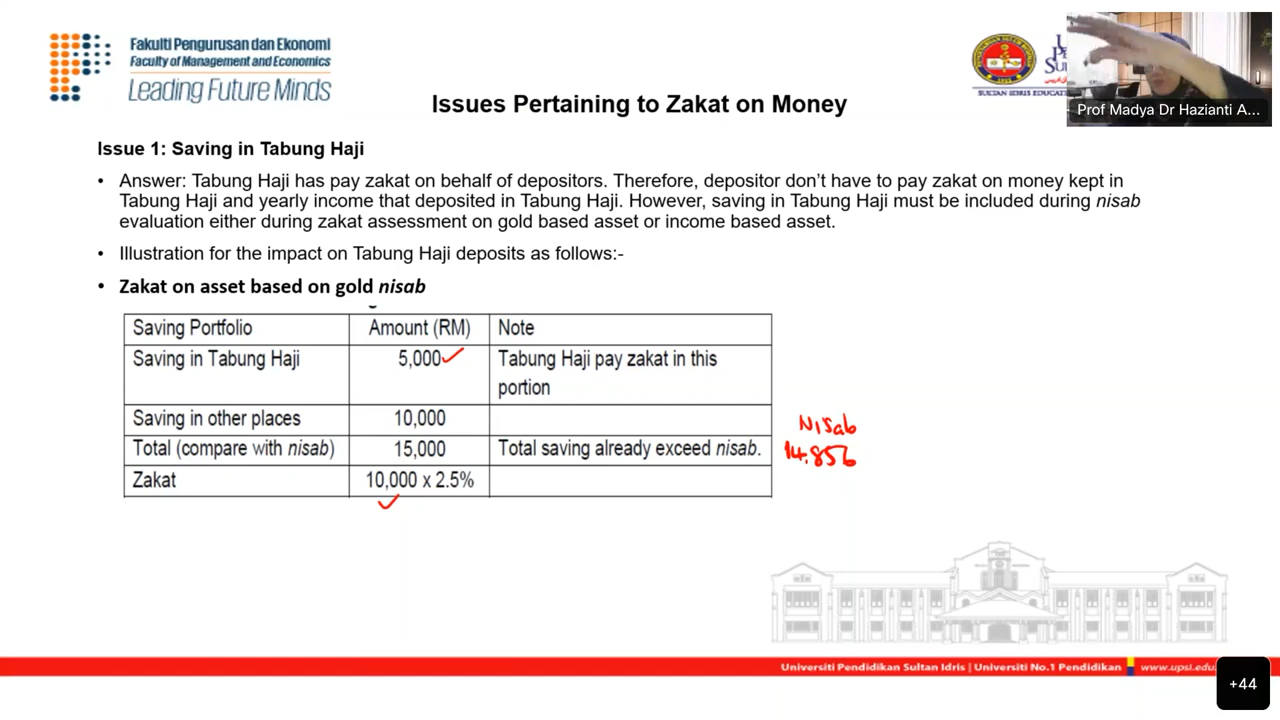 Fakulti Pengurusan dan Ekonomi
Faculty of Management and Economics
Leading Future Minds
SULTAN IDRIS EDUCAT
Prof Madya Dr Hazianti A...
Issues Pertaining to Zakat on Money
Issue 1: Saving in Tabung Haji
• Answer: Tabung Haji has pay zakat on behalf of depositors. Therefore, depositor don't have to pay zakat on money kept in
Tabung Haji and yearly income that deposited in Tabung Haji. However, saving in Tabung Haji must be included during nisab
evaluation either during zakat assessment on gold based asset or income based asset.
• Illustration for the impact on Tabung Haji deposits as follows:-
• Zakat on asset based on gold nisab
Saving Portfolio Amount (RM) Note
Saving in Tabung Haji 5,000 Tabung Haji pay zakat in this
portion
Saving in other places 10,000
Total (compare with nisab) 15,000 Total saving already exceed nisab.
Zakat 10,000 x 2.5%
Nisab
14.856
Universiti Pendidikan Sultan Idris | Universiti No.1 Pendidikan www.upsi.edu
+44